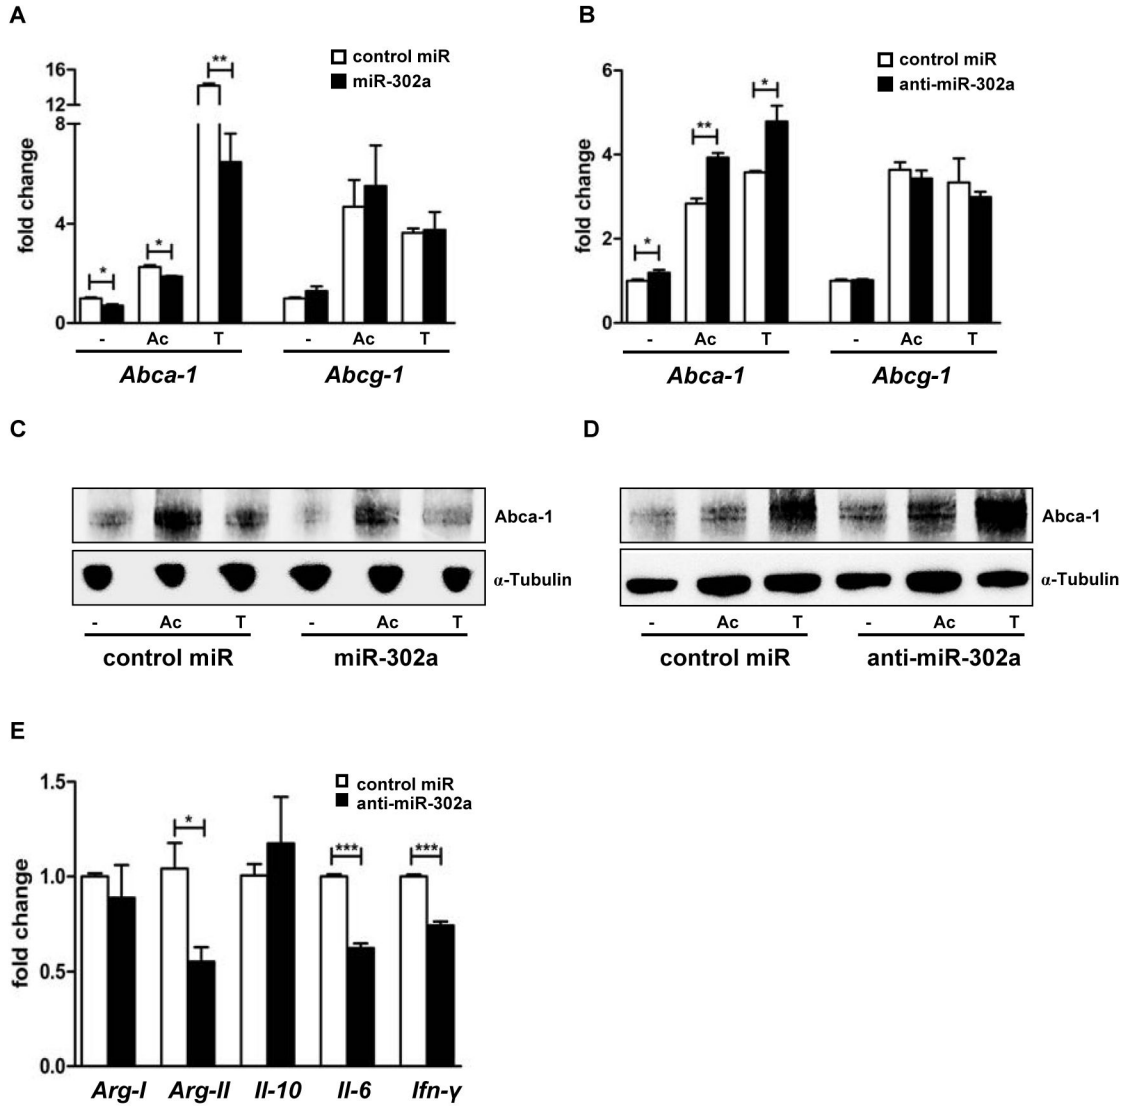 A
control miR
miR-302a
fold change
16
12
8
4
0
**
*
*
- Ac T - Ac T
Abca-1 Abcg-1
B
control miR
anti-miR-302a
fold change
6
4
2
0
*
**
*
- Ac T - Ac T
Abca-1 Abcg-1
C
Abca-1
α-Tubulin
- Ac T - Ac T
control miR miR-302a
D
Abca-1
α-Tubulin
- Ac T - Ac T
control miR anti-miR-302a
E
control miR
anti-miR-302a
fold change
1.5
1.0
0.5
0.0
* *** ***
Arg-I Arg-II Il-10 Il-6 Ifn-γ